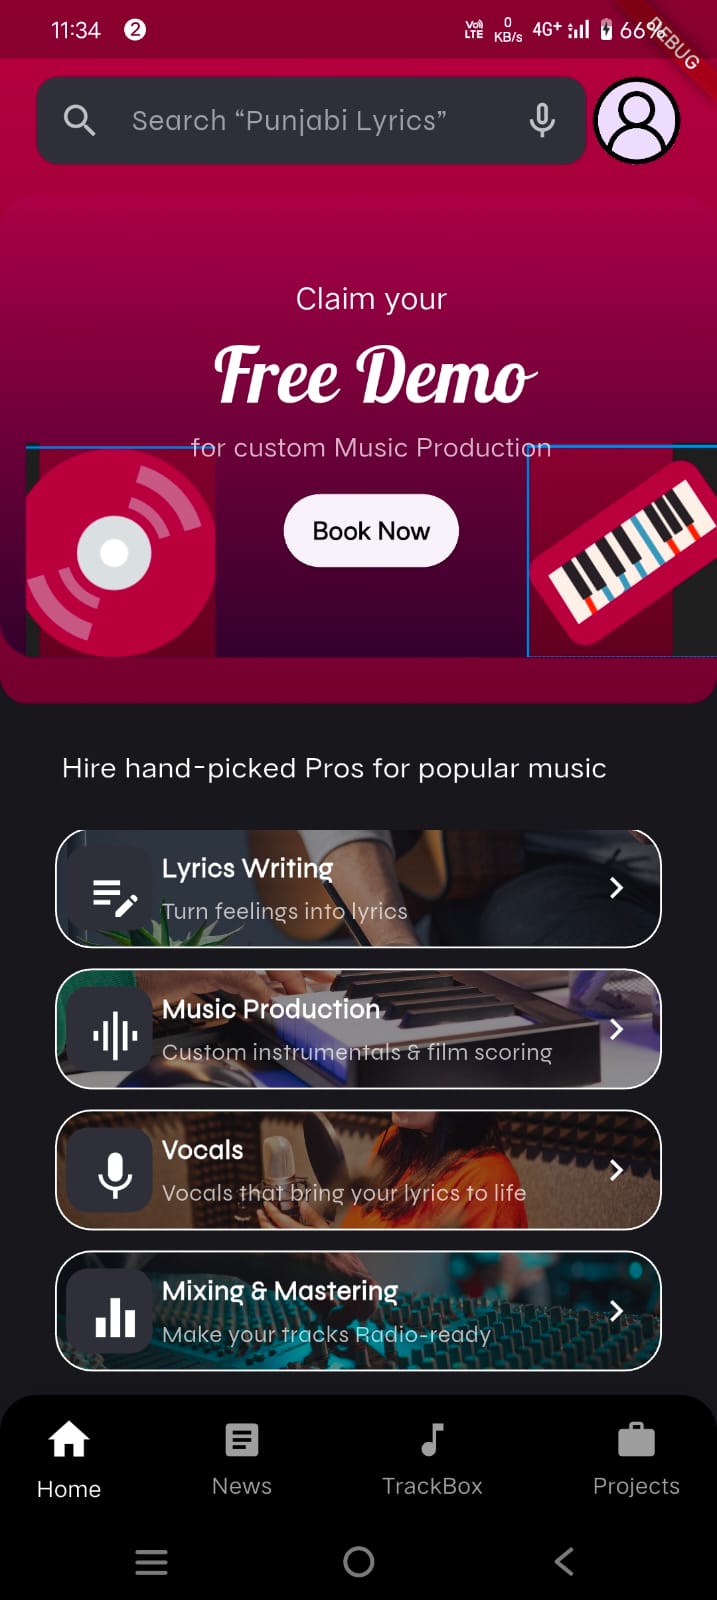 11:34 2 Vo) LTE 0 KB/s 4G+ 66%
DEBUG
Search “Punjabi Lyrics”
Claim your
Free Demo
for custom Music Production
Book Now
Hire hand-picked Pros for popular music
Lyrics Writing
Turn feelings into lyrics
Music Production
Custom instrumentals & film scoring
Vocals
Vocals that bring your lyrics to life
Mixing & Mastering
Make your tracks Radio-ready
Home News TrackBox Projects